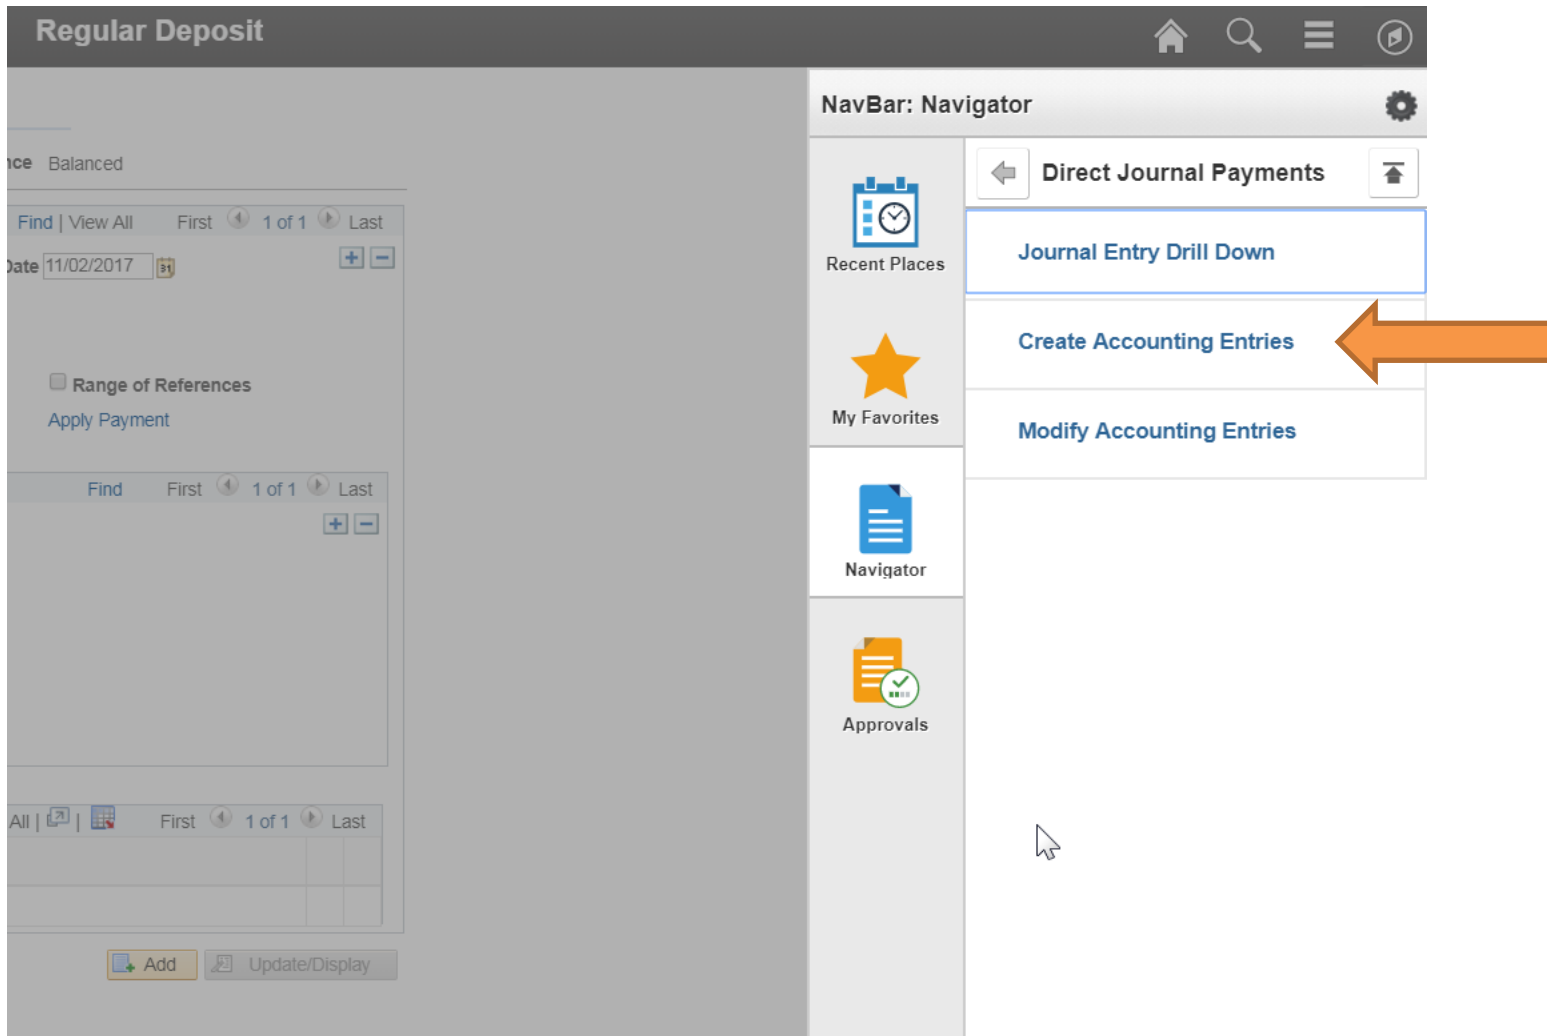 Regular Deposit
NavBar: Navigator
Balanced
Direct Journal Payments
Find | View All First 1 of 1 Last
Journal Entry Drill Down
Recent Places
11/02/2017 31
Create Accounting Entries
Range of References
Apply Payment
My Favorites
Modify Accounting Entries
Find First 1 of 1 Last
Navigator
Approvals
All | | First 1 of 1 Last
Add Update/Display